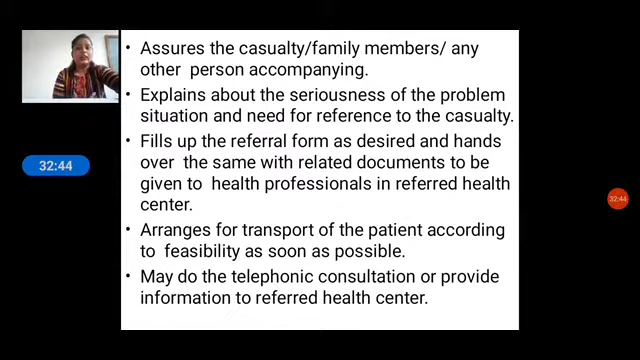 • Assures the casualty/family members/ any
other person accompanying.
• Explains about the seriousness of the problem
situation and need for reference to the casualty.
• Fills up the referral form as desired and hands
over the same with related documents to be
given to health professionals in referred health
center.
• Arranges for transport of the patient according
to feasibility as soon as possible.
• May do the telephonic consultation or provide
information to referred health center.
32:44
32:44